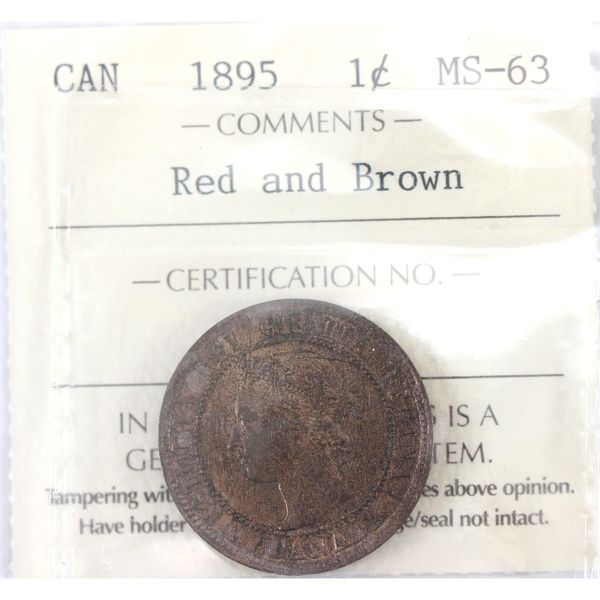 CAN 1895 1¢ MS-63
— COMMENTS —
Red and Brown
— CERTIFICATION NO. —
IN S IS A
GE TEM.
Tampering wit es above opinion.
Have holder e/seal not intact.